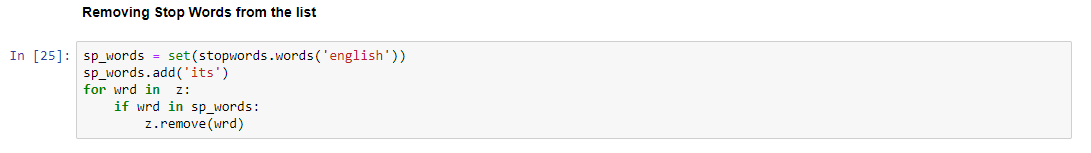 Removing Stop Words from the list
In [25]: sp_words = set(stopwords.words('english'))
sp_words.add('its')
for wrd in  z:
    if wrd in sp_words:
        z.remove(wrd)